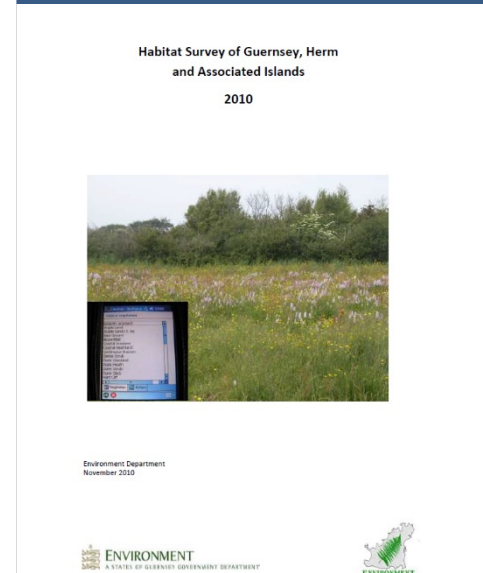 Habitat Survey of Guernsey, Herm
and Associated Islands
2010
Environment Department
November 2010
ENVIRONMENT
A STATES OF GUERNSEY GOVERNMENT DEPARTMENT
ENVIRONMENT